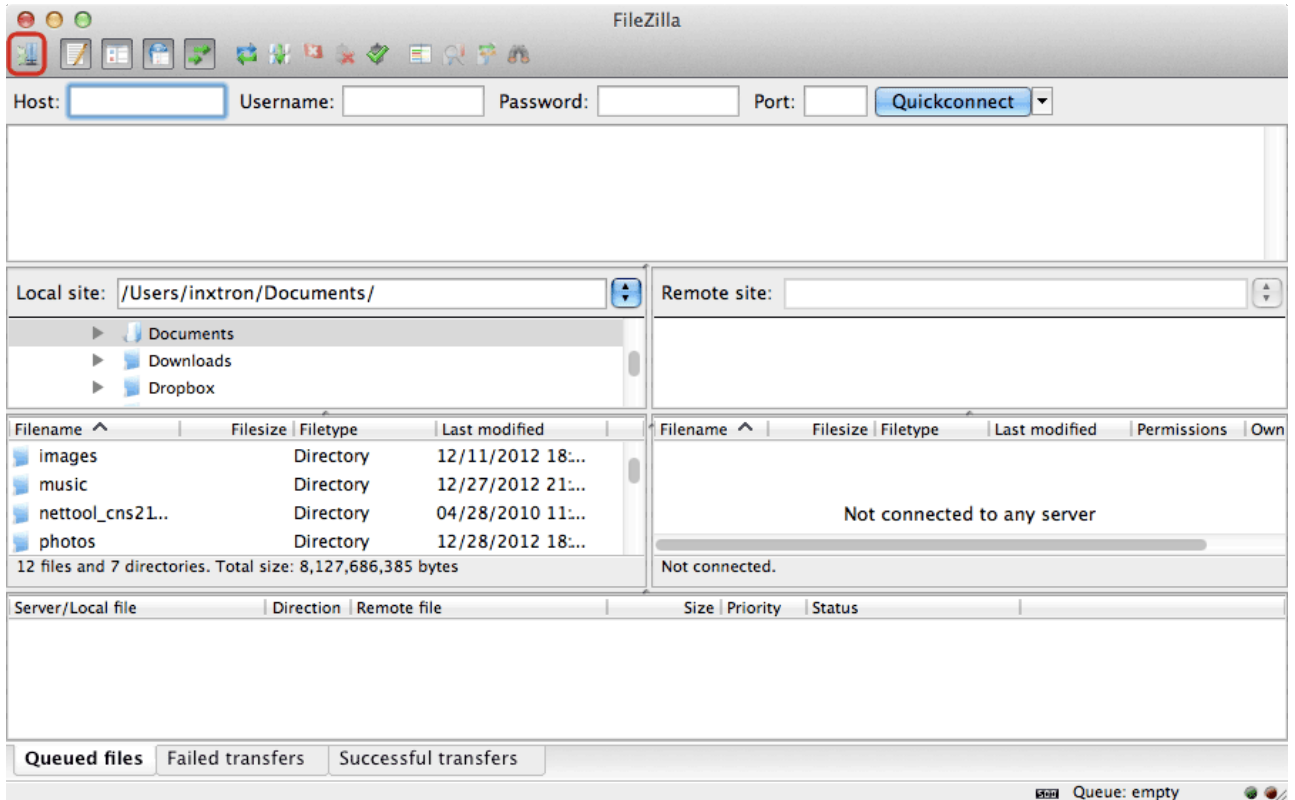 FileZilla
Host: Username: Password: Port: Quickconnect
Local site: /Users/inxtron/Documents/ Remote site:
Documents
Downloads
Dropbox
Filename Filesize Filetype Last modified Filename Filesize Filetype Last modified Permissions Own
images Directory 12/11/2012 18:...
music Directory 12/27/2012 21:...
nettool_cns21... Directory 04/28/2010 11:...
Not connected to any server
photos Directory 12/28/2012 18:...
12 files and 7 directories. Total size: 8,127,686,385 bytes Not connected.
Server/Local file Direction Remote file Size Priority Status
Queued files Failed transfers Successful transfers
Queue: empty